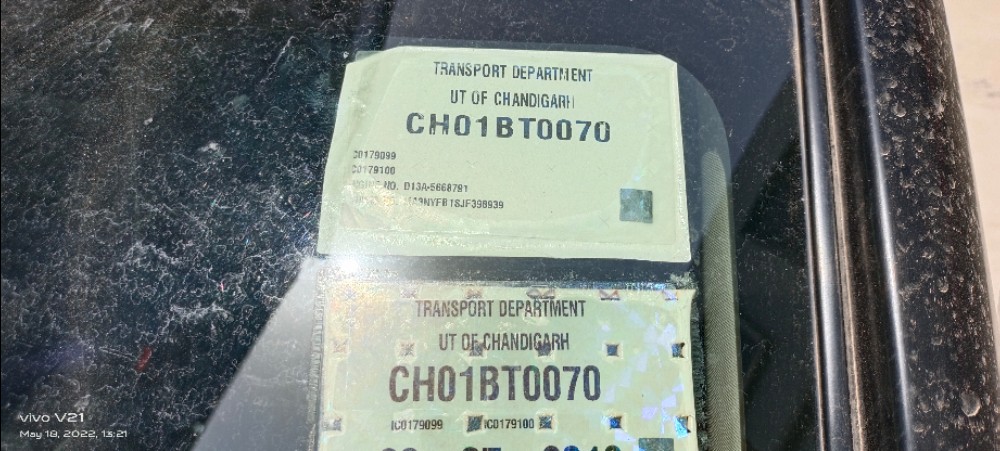 TRANSPORT DEPARTMENT
UT OF CHANDIGARH
CH01BT0070
C0179099
C0179100
NO. D13A-5668791
TRANSPORT DEPARTMENT
UT OF CHANDIGARH
CH01BT0070
IC0179099 IC0179100
vivo V21
May 18, 2022, 13:21